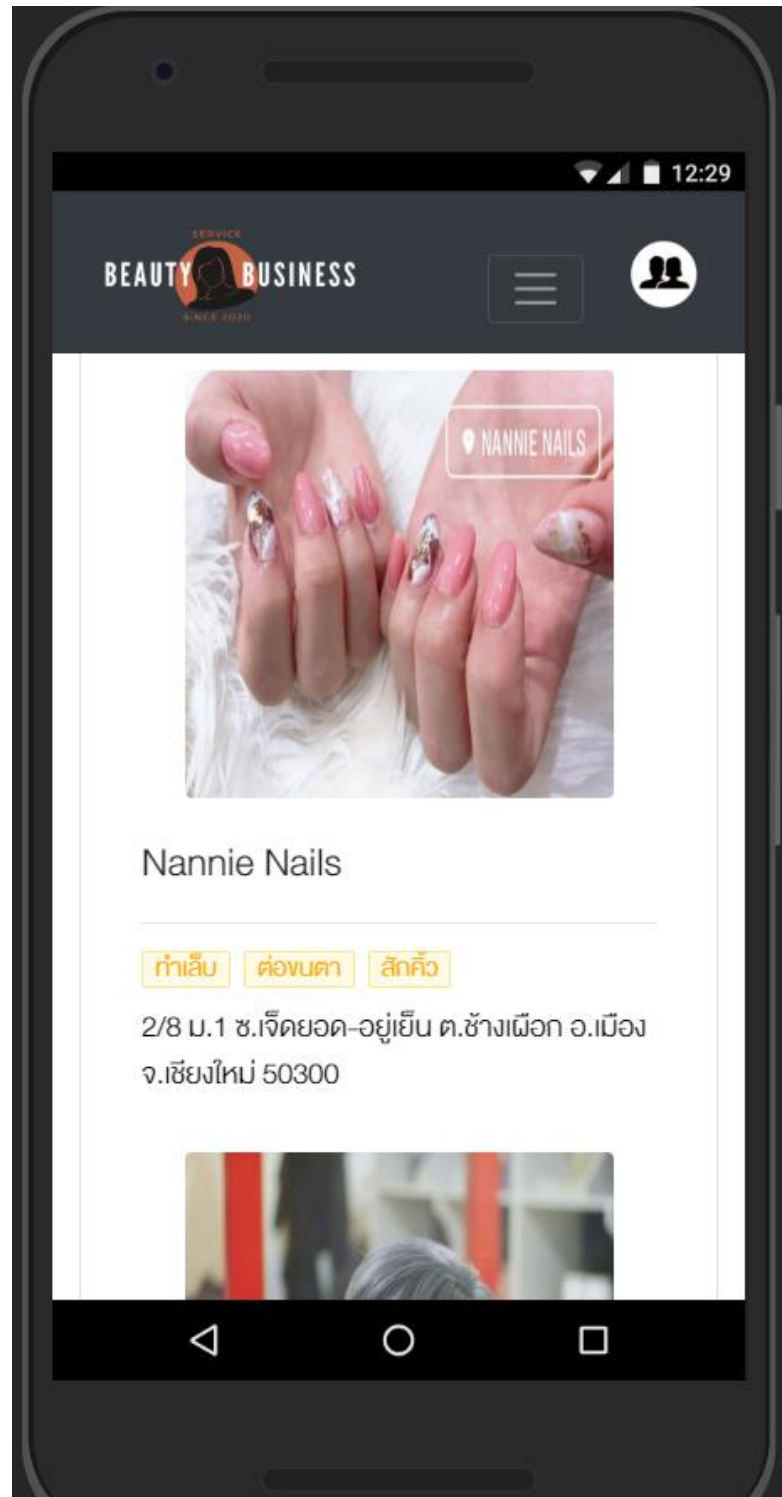 12:29
SERVICE
BEAUTY BUSINESS
SINCE 2020
NANNIE NAILS
Nannie Nails
ทำเล็บ ต่อขนตา สักคิ้ว
2/8 ม.1 ซ.เจ็ดยอด-อยู่เย็น ต.ช้างเผือก อ.เมือง
จ.เชียงใหม่ 50300